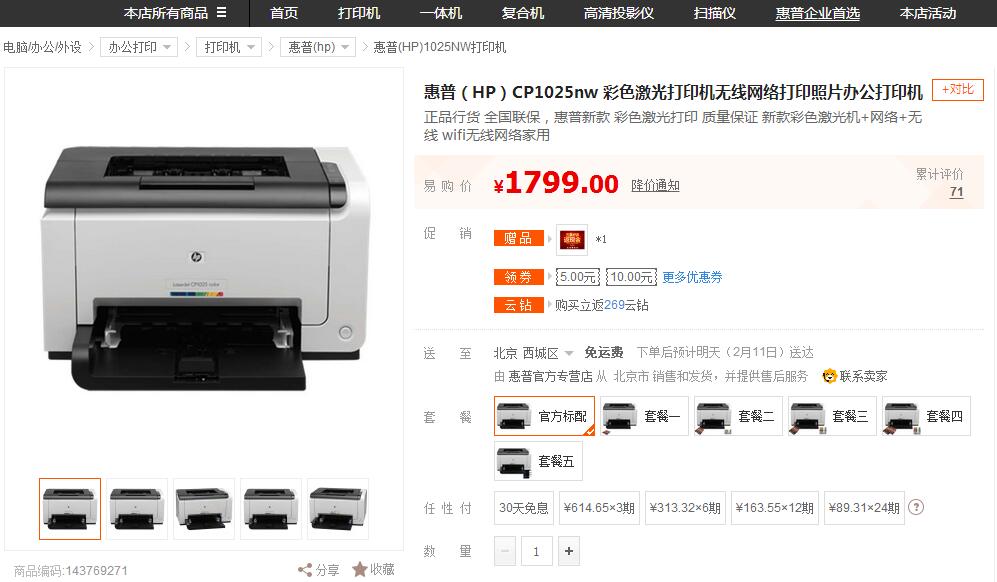 本店所有商品 首页 打印机 一体机 复合机 高清投影仪 扫描仪 惠普企业首选 本店活动
电脑/办公/外设 办公打印 打印机 惠普(hp) 惠普(HP)1025NW打印机
惠普（HP）CP1025nw 彩色激光打印机无线网络打印照片办公打印机 +对比
正品行货 全国联保，惠普新款 彩色激光打印 质量保证 新款彩色激光机+网络+无
线 wifi无线网络家用
易购价 ¥1799.00 降价通知 累计评价
71
促销 赠品 *1
领券 5.00元 10.00元 更多优惠券
云钻 购买立返269云钻
hp
LaserJet CP1025 color
送至 北京 西城区 免运费 下单后预计明天（2月11日）送达
由 惠普官方专营店 从 北京市 销售和发货，并提供售后服务 联系卖家
套餐 官方标配 套餐一 套餐二 套餐三 套餐四
套餐五
任性付 30天免息 ¥614.65×3期 ¥313.32×6期 ¥163.55×12期 ¥89.31×24期 ?
数量 − 1 +
商品编码:143769271 分享 收藏